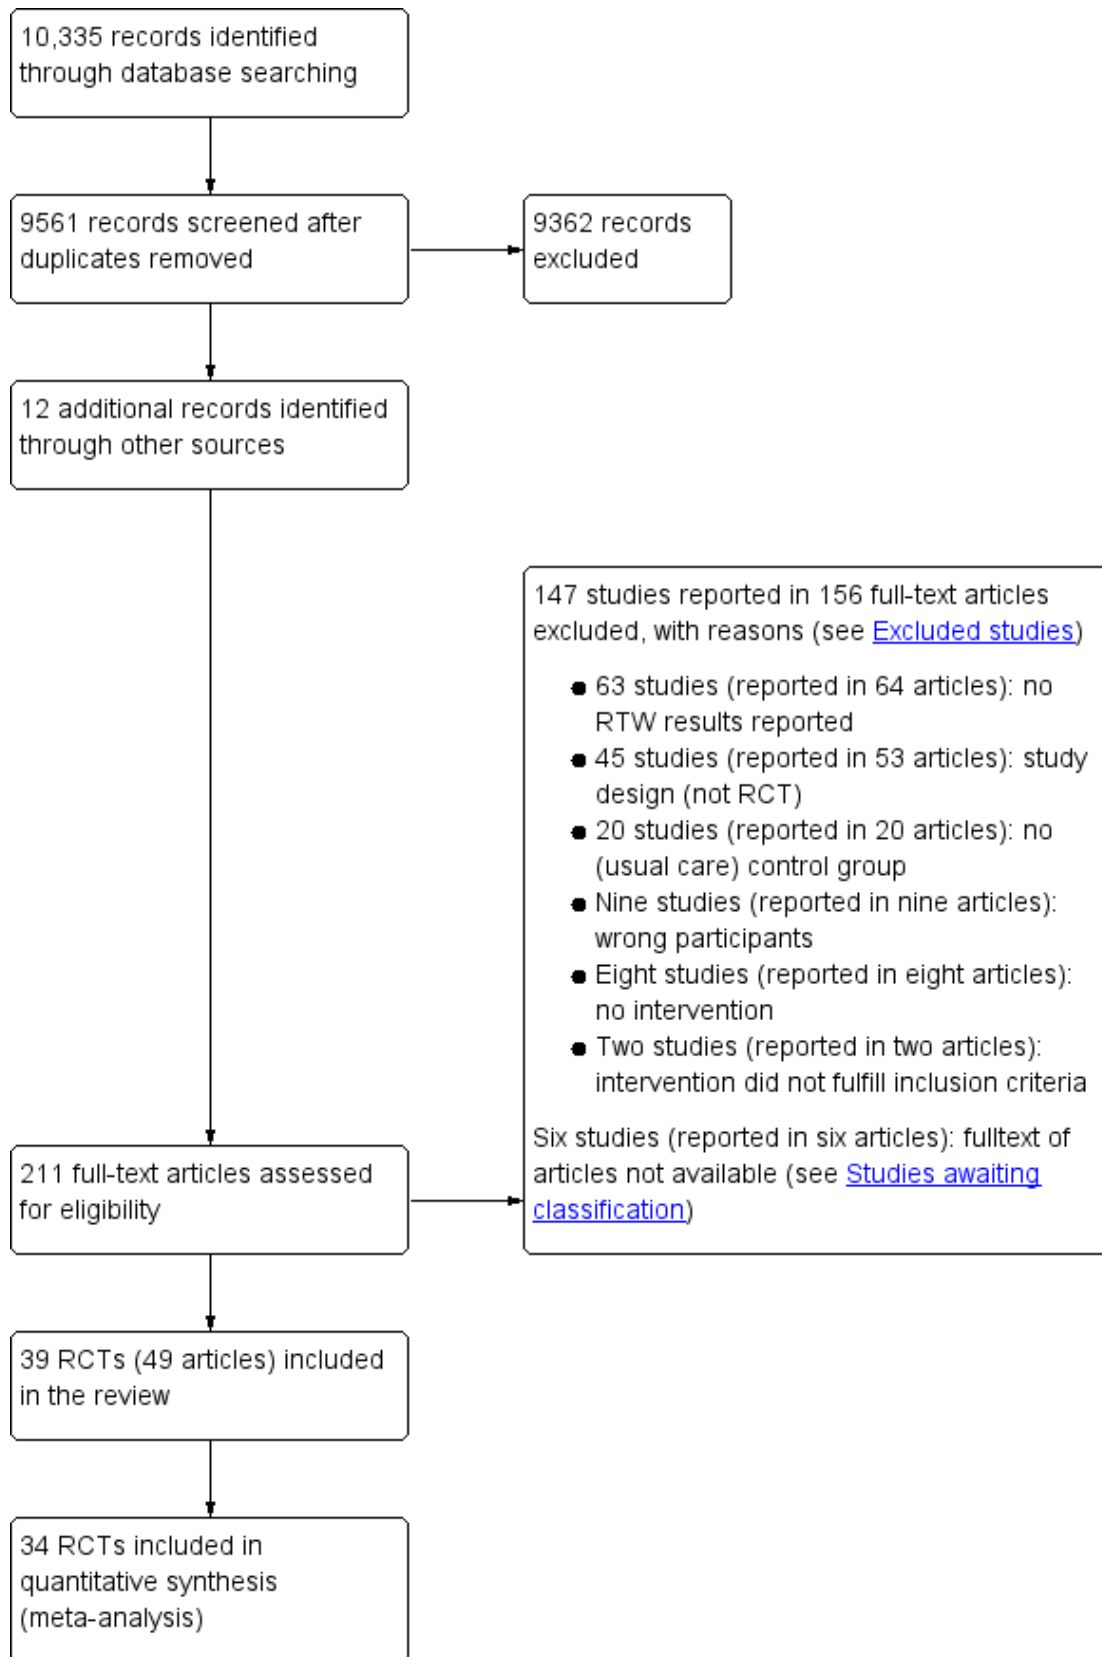 10,335 records identified
through database searching
9561 records screened after
duplicates removed
9362 records
excluded
12 additional records identified
through other sources
147 studies reported in 156 full-text articles
excluded, with reasons (see Excluded studies)
● 63 studies (reported in 64 articles): no
RTW results reported
● 45 studies (reported in 53 articles): study
design (not RCT)
● 20 studies (reported in 20 articles): no
(usual care) control group
● Nine studies (reported in nine articles):
wrong participants
● Eight studies (reported in eight articles):
no intervention
● Two studies (reported in two articles):
intervention did not fulfill inclusion criteria
Six studies (reported in six articles): fulltext of
articles not available (see Studies awaiting
classification)
211 full-text articles assessed
for eligibility
39 RCTs (49 articles) included
in the review
34 RCTs included in
quantitative synthesis
(meta-analysis)